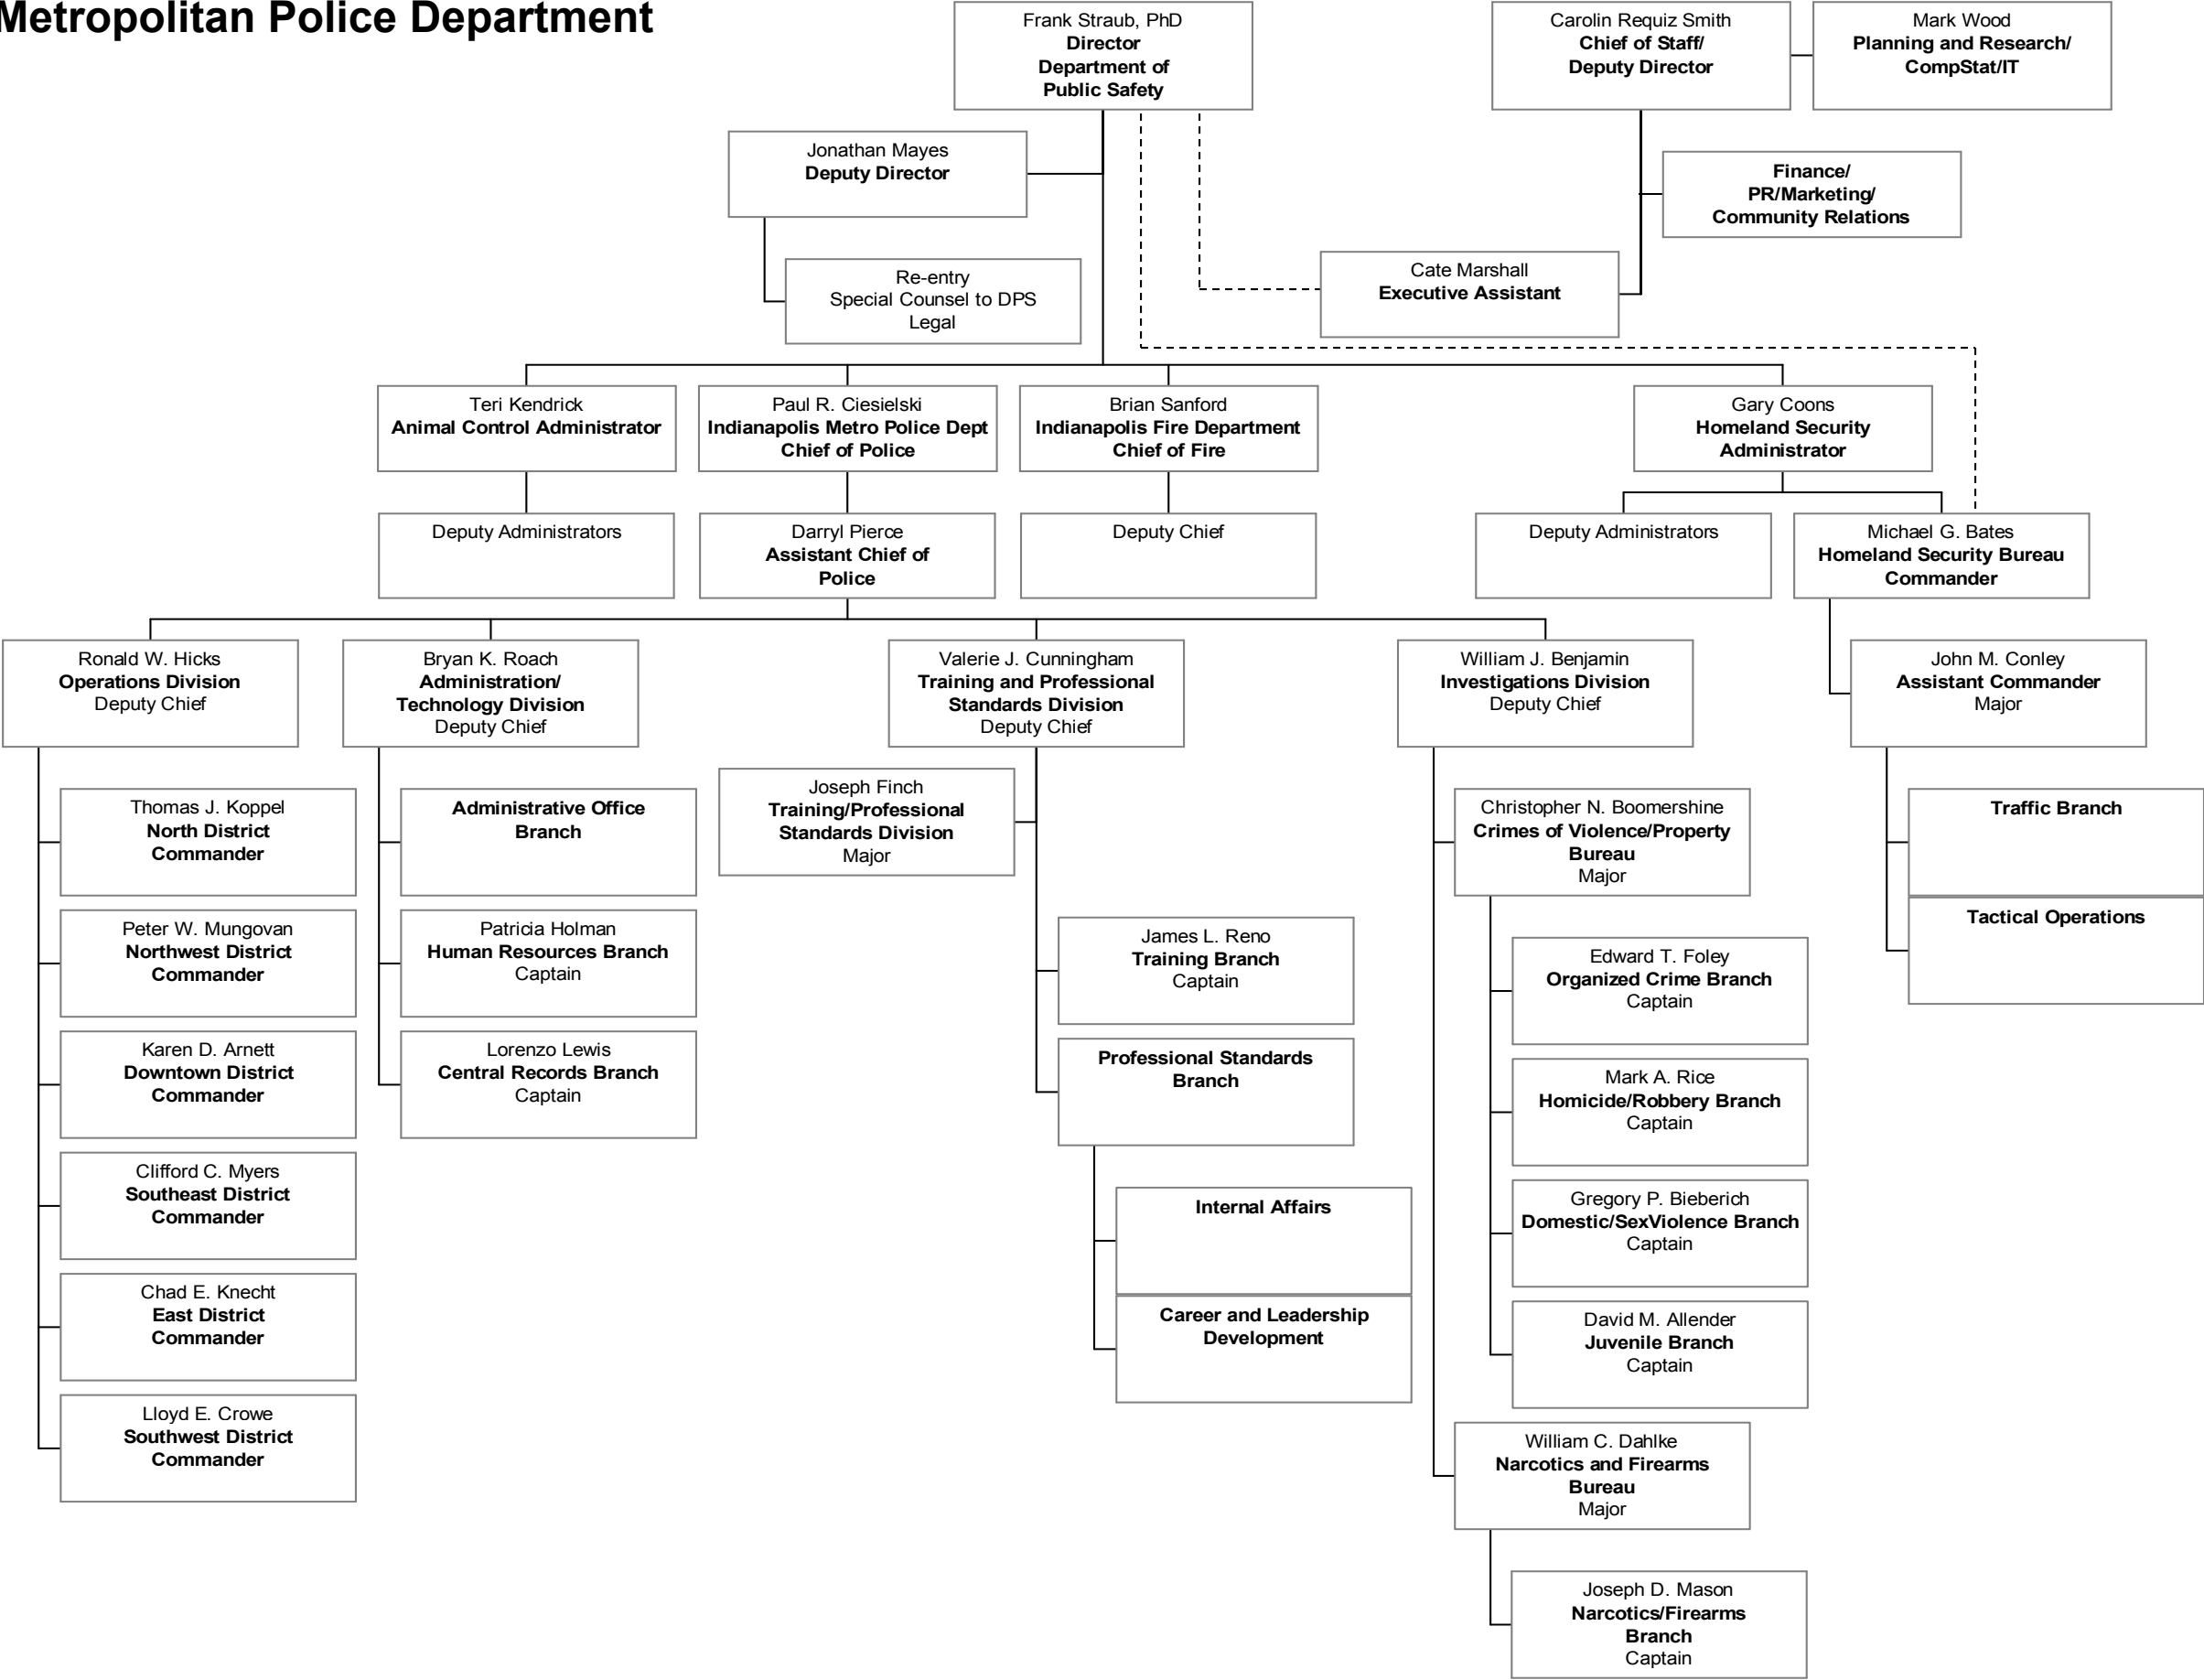 Metropolitan Police Department
Frank Straub, PhD
Director
Department of
Public Safety
Carolin Requiz Smith
Chief of Staff/
Deputy Director
Mark Wood
Planning and Research/
CompStat/IT
Jonathan Mayes
Deputy Director
Finance/
PR/Marketing/
Community Relations
Re-entry
Special Counsel to DPS
Legal
Cate Marshall
Executive Assistant
Teri Kendrick
Animal Control Administrator
Paul R. Ciesielski
Indianapolis Metro Police Dept
Chief of Police
Brian Sanford
Indianapolis Fire Department
Chief of Fire
Gary Coons
Homeland Security
Administrator
Deputy Administrators
Darryl Pierce
Assistant Chief of
Police
Deputy Chief
Deputy Administrators
Michael G. Bates
Homeland Security Bureau
Commander
Ronald W. Hicks
Operations Division
Deputy Chief
Bryan K. Roach
Administration/
Technology Division
Deputy Chief
Valerie J. Cunningham
Training and Professional
Standards Division
Deputy Chief
William J. Benjamin
Investigations Division
Deputy Chief
John M. Conley
Assistant Commander
Major
Thomas J. Koppel
North District
Commander
Peter W. Mungovan
Northwest District
Commander
Karen D. Arnett
Downtown District
Commander
Clifford C. Myers
Southeast District
Commander
Chad E. Knecht
East District
Commander
Lloyd E. Crowe
Southwest District
Commander
Administrative Office
Branch
Patricia Holman
Human Resources Branch
Captain
Lorenzo Lewis
Central Records Branch
Captain
Joseph Finch
Training/Professional
Standards Division
Major
James L. Reno
Training Branch
Captain
Professional Standards
Branch
Internal Affairs
Career and Leadership
Development
Christopher N. Boomershine
Crimes of Violence/Property
Bureau
Major
Edward T. Foley
Organized Crime Branch
Captain
Mark A. Rice
Homicide/Robbery Branch
Captain
Gregory P. Bieberich
Domestic/SexViolence Branch
Captain
David M. Allender
Juvenile Branch
Captain
William C. Dahlke
Narcotics and Firearms
Bureau
Major
Joseph D. Mason
Narcotics/Firearms
Branch
Captain
Traffic Branch
Tactical Operations